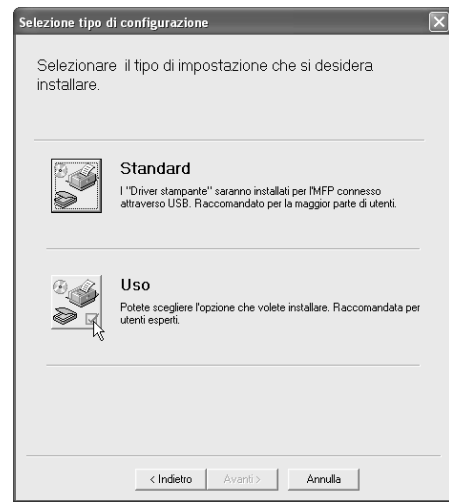 Selezione tipo di configurazione
Selezionare il tipo di impostazione che si desidera
installare.
Standard
I "Driver stampante" saranno installati per l'MFP connesso
attraverso USB. Raccomandato per la maggior parte di utenti.
Uso
Potete scegliere l'opzione che volete installare. Raccomandata per
utenti esperti.
< Indietro
Avanti >
Annulla